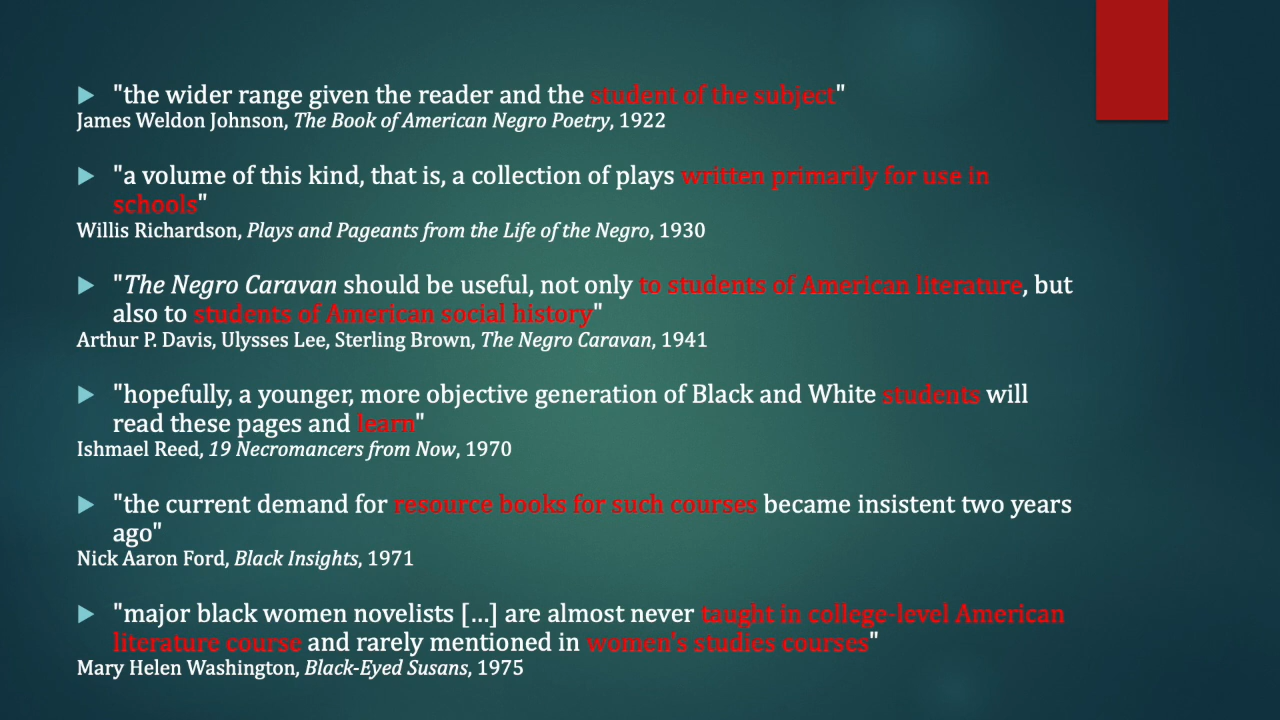 "the wider range given the reader and the student of the subject"
James Weldon Johnson, The Book of American Negro Poetry, 1922
"a volume of this kind, that is, a collection of plays written primarily for use in
schools"
Willis Richardson, Plays and Pageants from the Life of the Negro, 1930
"The Negro Caravan should be useful, not only to students of American literature, but
also to students of American social history"
Arthur P. Davis, Ulysses Lee, Sterling Brown, The Negro Caravan, 1941
"hopefully, a younger, more objective generation of Black and White students will
read these pages and learn"
Ishmael Reed, 19 Necromancers from Now, 1970
"the current demand for resource books for such courses became insistent two years
ago"
Nick Aaron Ford, Black Insights, 1971
"major black women novelists [...] are almost never taught in college-level American
literature course and rarely mentioned in women's studies courses"
Mary Helen Washington, Black-Eyed Susans, 1975